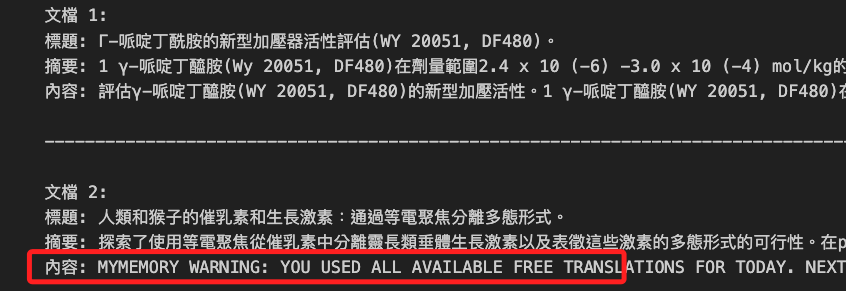 文檔 1:
標題: Γ-哌啶丁酰胺的新型加壓器活性評估(WY 20051, DF480)。
摘要: 1 γ-哌啶丁醯胺(Wy 20051, DF480)在劑量範圍2.4 x 10 (-6) -3.0 x 10 (-4) mol/kg的
內容: 評估γ-哌啶丁醯胺(WY 20051, DF480)的新型加壓活性。1 γ-哌啶丁醯胺(WY 20051, DF480)在
文檔 2:
標題: 人類和猴子的催乳素和生長激素：通過等電聚焦分離多態形式。
摘要: 探索了使用等電聚焦從催乳素中分離靈長類垂體生長激素以及表徵這些激素的多態形式的可行性。在p
內容: MYMEMORY WARNING: YOU USED ALL AVAILABLE FREE TRANSLATIONS FOR TODAY. NEXT